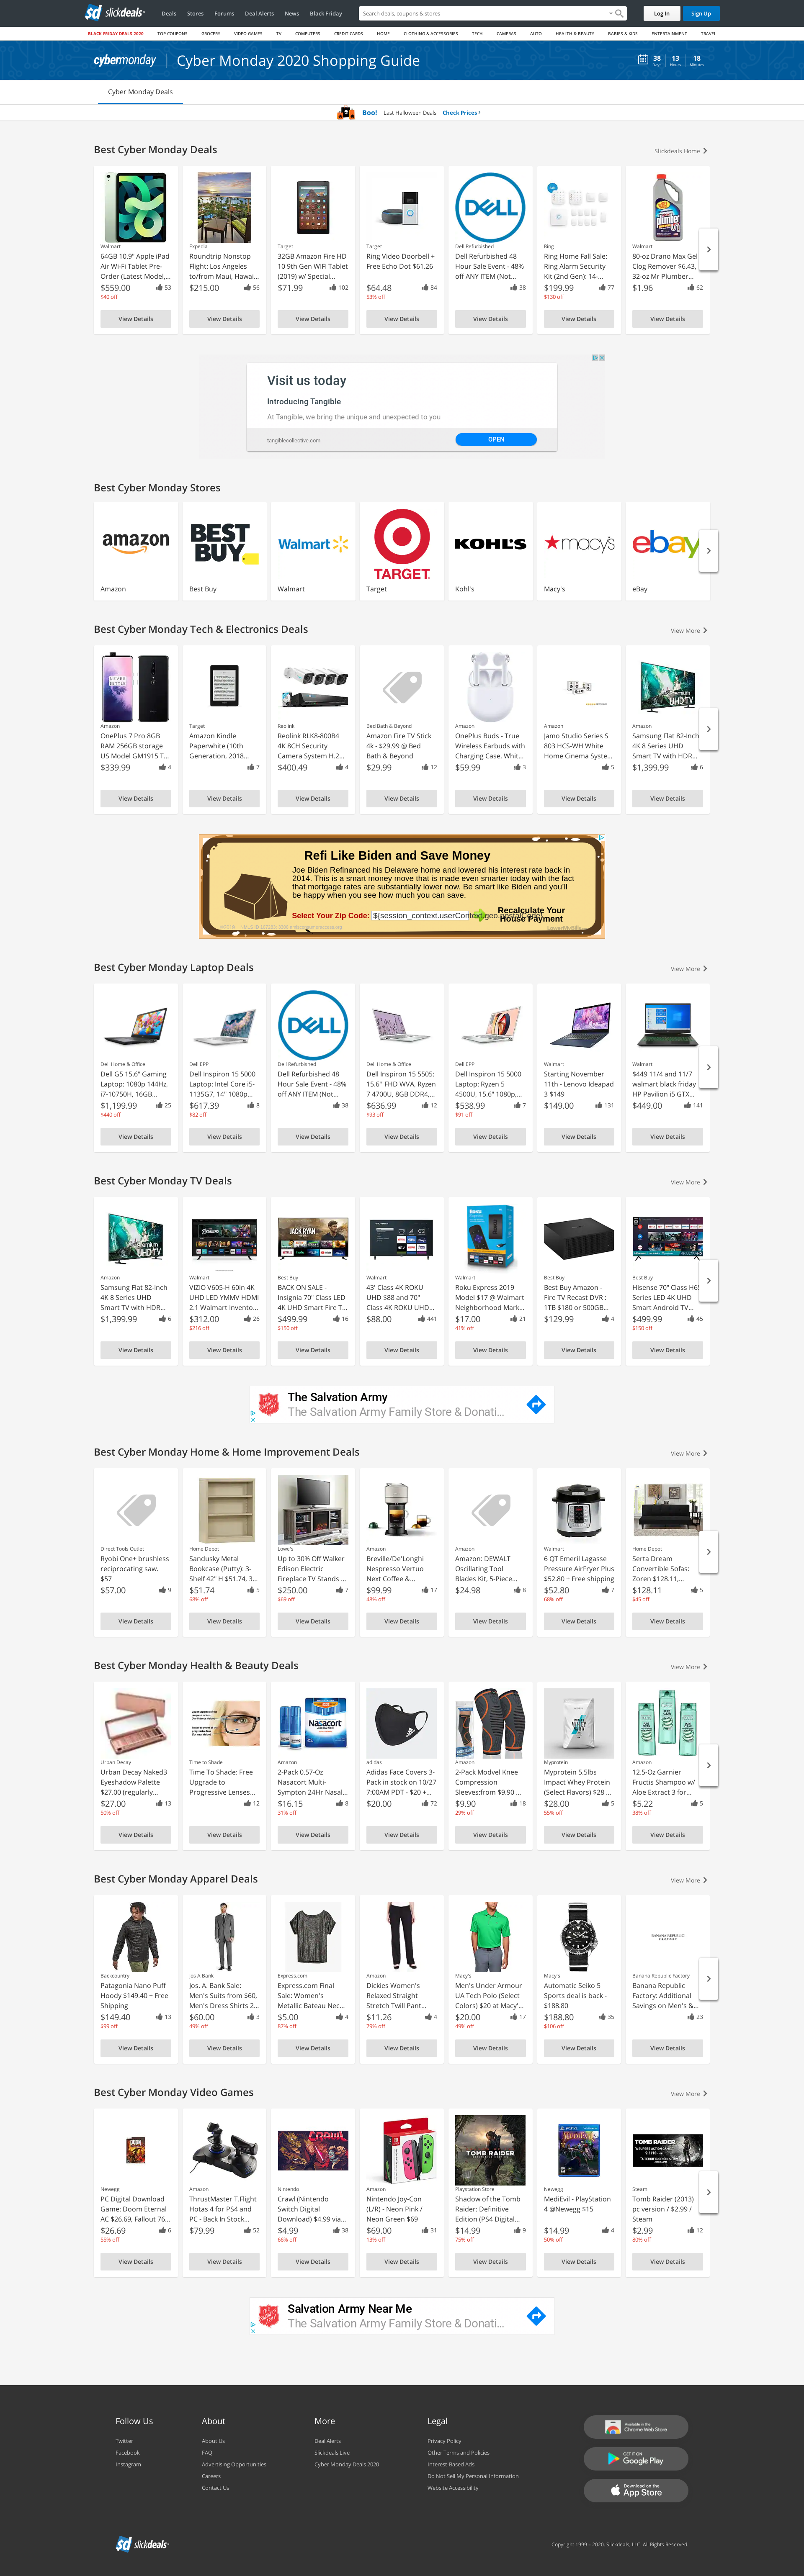 slickdeals
Deals
Stores
Forums
Deal Alerts
News
Black Friday
Search deals, coupons & stores
Log In
Sign Up
BLACK FRIDAY DEALS 2020
TOP COUPONS
GROCERY
VIDEO GAMES
TV
COMPUTERS
CREDIT CARDS
HOME
CLOTHING & ACCESSORIES
TECH
CAMERAS
AUTO
HEALTH & BEAUTY
BABIES & KIDS
ENTERTAINMENT
TRAVEL
cybermonday
Cyber Monday 2020 Shopping Guide
38 Days
13 Hours
18 Minutes
Cyber Monday Deals
Boo! Last Halloween Deals Check Prices
Best Cyber Monday Deals
Slickdeals Home
Walmart
64GB 10.9" Apple iPad
Air Wi-Fi Tablet Pre-
Order (Latest Model,...
$559.00 53
$40 off
View Details
Expedia
Roundtrip Nonstop
Flight: Los Angeles
to/from Maui, Hawai...
$215.00 56
View Details
Target
32GB Amazon Fire HD
10 9th Gen WIFI Tablet
(2019) w/ Special...
$71.99 102
View Details
Target
Ring Video Doorbell +
Free Echo Dot $61.26
$64.48 84
53% off
View Details
DELL
Dell Refurbished
Dell Refurbished 48
Hour Sale Event - 48%
off ANY ITEM (Not...
38
View Details
Ring
Ring Home Fall Sale:
Ring Alarm Security
Kit (2nd Gen): 14-...
$199.99 77
$130 off
View Details
Walmart
80-oz Drano Max Gel
Clog Remover $6.43,
32-oz Mr Plumber...
$1.96 62
View Details
Visit us today
Introducing Tangible
At Tangible, we bring the unique and unexpected to you
tangiblecollective.com
OPEN
Best Cyber Monday Stores
amazon
Amazon
BEST BUY
Best Buy
Walmart
Walmart
TARGET
Target
KOHL'S
Kohl's
macy's
Macy's
ebay
eBay
Best Cyber Monday Tech & Electronics Deals
View More
Amazon
OnePlus 7 Pro 8GB
RAM 256GB storage
US Model GM1915 T...
$339.99 4
View Details
Target
Amazon Kindle
Paperwhite (10th
Generation, 2018...
7
View Details
Reolink
Reolink RLK8-800B4
4K 8CH Security
Camera System H.2...
$400.49 4
View Details
Bed Bath & Beyond
Amazon Fire TV Stick
4k - $29.99 @ Bed
Bath & Beyond
$29.99 12
View Details
Amazon
OnePlus Buds - True
Wireless Earbuds with
Charging Case, Whit...
$59.99 3
View Details
Amazon
Jamo Studio Series S
803 HCS-WH White
Home Cinema Syste...
5
View Details
Premium
UHD TV
Amazon
Samsung Flat 82-Inch
4K 8 Series UHD
Smart TV with HDR...
$1,399.99 6
View Details
Refi Like Biden and Save Money
Joe Biden Refinanced his Delaware home and lowered his interest rate back in
2014. This is a smart money move that is made even smarter today with the fact
that mortgage rates are substantially lower now. Be like smart Biden and you'll
be happy when you see how much you can save.
Select Your Zip Code:
Recalculate Your
House Payment
Best Cyber Monday Laptop Deals
View More
Dell Home & Office
Dell G5 15.6" Gaming
Laptop: 1080p 144Hz,
i7-10750H, 16GB...
$1,199.99 25
$440 off
View Details
Dell EPP
Dell Inspiron 15 5000
Laptop: Intel Core i5-
1135G7, 14" 1080p...
$617.39 8
$82 off
View Details
DELL
Dell Refurbished
Dell Refurbished 48
Hour Sale Event - 48%
off ANY ITEM (Not...
38
View Details
Dell Home & Office
Dell Inspiron 15 5505:
15.6'' FHD WVA, Ryzen
7 4700U, 8GB DDR4,...
$636.99 12
$93 off
View Details
Dell EPP
Dell Inspiron 15 5000
Laptop: Ryzen 5
4500U, 15.6" 1080p,...
$538.99 7
$91 off
View Details
Walmart
Starting November
11th - Lenovo Ideapad
3 $149
$149.00 131
View Details
Walmart
$449 11/4 and 11/7
walmart black friday
HP Pavilion i5 GTX...
$449.00 141
View Details
Best Cyber Monday TV Deals
View More
Premium
UHD TV
Amazon
Samsung Flat 82-Inch
4K 8 Series UHD
Smart TV with HDR...
$1,399.99 6
View Details
Walmart
VIZIO V605-H 60in 4K
UHD LED YMMV HDMI
2.1 Walmart Invento...
$312.00 26
$216 off
View Details
JACK RYAN
Best Buy
BACK ON SALE -
Insignia 70" Class LED
4K UHD Smart Fire T...
$499.99 16
$150 off
View Details
Walmart
43' Class 4K ROKU
UHD $88 and 70"
Class 4K ROKU UHD...
$88.00 441
View Details
Roku
Walmart
Roku Express 2019
Model $17 @ Walmart
Neighborhood Mark...
$17.00 21
41% off
View Details
Best Buy
Best Buy Amazon -
Fire TV Recast DVR :
1TB $180 or 500GB...
$129.99 4
View Details
Best Buy
Hisense 70" Class H65
Series LED 4K UHD
Smart Android TV...
$499.99 45
$150 off
View Details
The Salvation Army
The Salvation Army Family Store & Donati...
Best Cyber Monday Home & Home Improvement Deals
View More
Direct Tools Outlet
Ryobi One+ brushless
reciprocating saw.
$57
$57.00 9
View Details
Home Depot
Sandusky Metal
Bookcase (Putty): 3-
Shelf 42" H $51.74, 3...
$51.74 5
68% off
View Details
Lowe's
Up to 30% Off Walker
Edison Electric
Fireplace TV Stands ...
$250.00 7
$69 off
View Details
Amazon
Breville/De'Longhi
Nespresso Vertuo
Next Coffee &...
$99.99 17
48% off
View Details
Amazon
Amazon: DEWALT
Oscillating Tool
Blades Kit, 5-Piece...
$24.98 8
View Details
Walmart
6 QT Emeril Lagasse
Pressure AirFryer Plus
$52.80 + Free shipping
$52.80 7
68% off
View Details
Home Depot
Serta Dream
Convertible Sofas:
Zoren $128.11,...
$128.11 5
$45 off
View Details
Best Cyber Monday Health & Beauty Deals
View More
Urban Decay
Urban Decay Naked3
Eyeshadow Palette
$27.00 (regularly...
$27.00 13
50% off
View Details
Time to Shade
Time To Shade: Free
Upgrade to
Progressive Lenses...
12
View Details
Nasacort
Amazon
2-Pack 0.57-Oz
Nasacort Multi-
Sympton 24Hr Nasal...
$16.15 8
31% off
View Details
adidas
Adidas Face Covers 3-
Pack in stock on 10/27
7:00AM PDT - $20 +...
$20.00 72
View Details
Amazon
2-Pack Modvel Knee
Compression
Sleeves:from $9.90 ...
$9.90 18
29% off
View Details
Myprotein
Myprotein 5.5lbs
Impact Whey Protein
(Select Flavors) $28 ...
$28.00 5
55% off
View Details
Amazon
12.5-Oz Garnier
Fructis Shampoo w/
Aloe Extract 3 for...
$5.22 5
38% off
View Details
Best Cyber Monday Apparel Deals
View More
Backcountry
Patagonia Nano Puff
Hoody $149.40 + Free
Shipping
$149.40 13
$99 off
View Details
Jos A Bank
Jos. A. Bank Sale:
Men's Suits from $60,
Men's Dress Shirts 2...
$60.00 3
49% off
View Details
Express.com
Express.com Final
Sale: Women's
Metallic Bateau Nec...
$5.00 4
87% off
View Details
Amazon
Dickies Women's
Relaxed Straight
Stretch Twill Pant...
$11.26 4
79% off
View Details
Macy's
Men's Under Armour
UA Tech Polo (Select
Colors) $20 at Macy'...
$20.00 17
49% off
View Details
Macy's
Automatic Seiko 5
Sports deal is back -
$188.80
$188.80 35
$106 off
View Details
BANANA REPUBLIC
FACTORY
Banana Republic Factory
Banana Republic
Factory: Additional
Savings on Men's &...
23
View Details
Best Cyber Monday Video Games
View More
Newegg
PC Digital Download
Game: Doom Eternal
AC $26.69, Fallout 76...
$26.69 6
55% off
View Details
Amazon
ThrustMaster T.Flight
Hotas 4 for PS4 and
PC - Back In Stock...
$79.99 52
View Details
CRAWL
Nintendo
Crawl (Nintendo
Switch Digital
Download) $4.99 via...
$4.99 38
66% off
View Details
Amazon
Nintendo Joy-Con
(L/R) - Neon Pink /
Neon Green $69
$69.00 31
13% off
View Details
TOMB RAIDER
Playstation Store
Shadow of the Tomb
Raider: Definitive
Edition (PS4 Digital...
$14.99 9
75% off
View Details
Newegg
MediEvil - PlayStation
4 @Newegg $15
$14.99 4
50% off
View Details
TOMB RAIDER
Steam
Tomb Raider (2013)
pc version / $2.99 /
Steam
$2.99 12
80% off
View Details
Salvation Army Near Me
The Salvation Army Family Store & Donati...
Follow Us
Twitter
Facebook
Instagram
About
About Us
FAQ
Advertising Opportunities
Careers
Contact Us
More
Deal Alerts
Slickdeals Live
Cyber Monday Deals 2020
Legal
Privacy Policy
Other Terms and Policies
Interest-Based Ads
Do Not Sell My Personal Information
Website Accessibility
Available in the
Chrome Web Store
GET IT ON
Google Play
Download on the
App Store
slickdeals
Copyright 1999 - 2020. Slickdeals, LLC. All Rights Reserved.